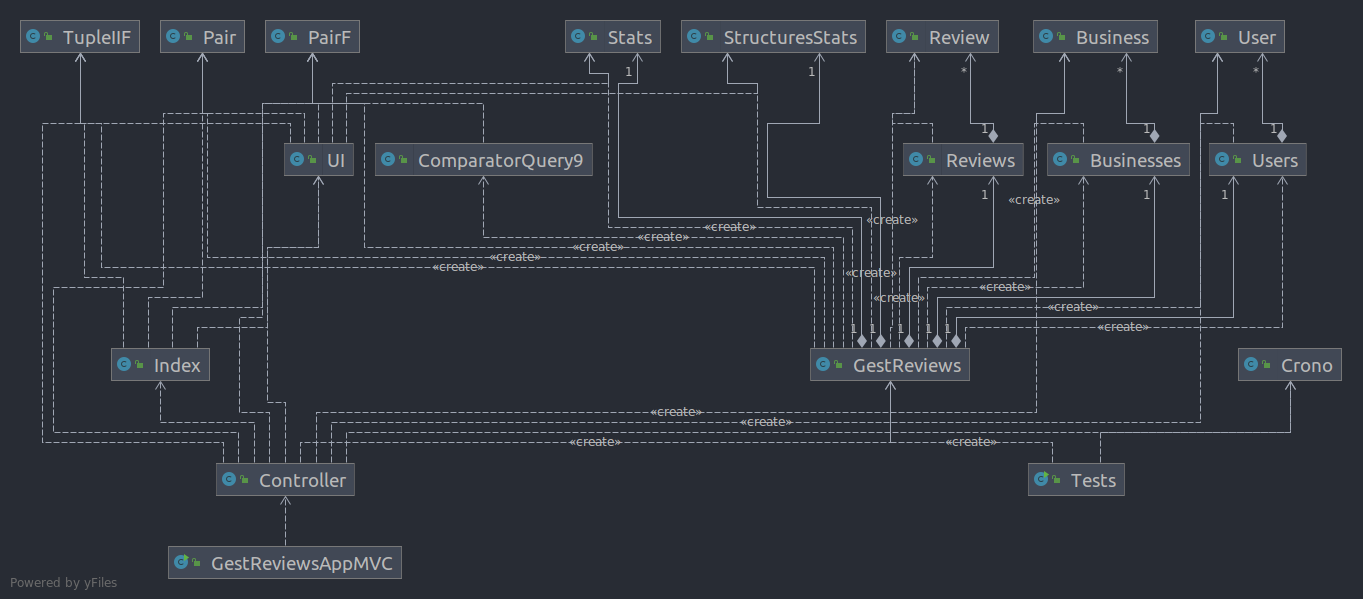 TupleIIF
Pair
PairF
Stats
StructuresStats
Review
Business
User
1
1
*
*
*
1
1
1
UI
ComparatorQuery9
Reviews
Businesses
Users
1
«create»
1
1
«create»
«create»
«create»
«create»
«create»
«create»
«create»
«create»
«create»
«create»
1
1
1
1
1
«create»
Index
GestReviews
Crono
«create»
«create»
«create»
«create»
Controller
Tests
GestReviewsAppMVC
Powered by yFiles